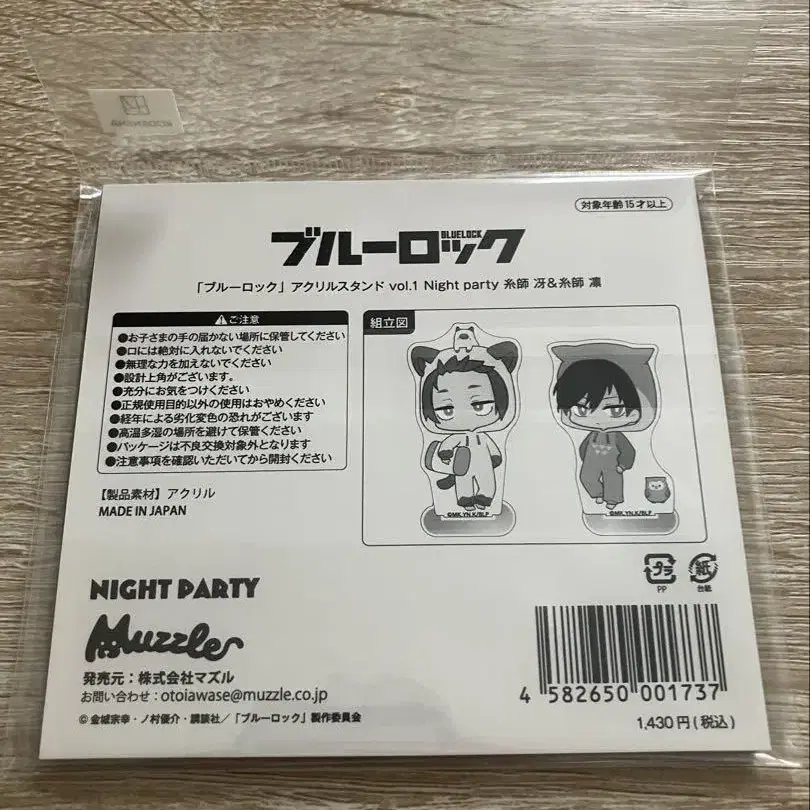 対象年齢15才以上
ブルーロック
BLUELOCK
「ブルーロック」アクリルスタンド vol.1 Night party 糸師 冴&糸師 凛
⚠ご注意
●お子さまの手の届かない場所に保管してください
●口には絶対に入れないでください
●無理な力を加えないでください
●設計上角がございます。
●充分にお気をつけください
●正規使用目的以外の使用はおやめください
●経年による劣化変色の恐れがございます
●高温多湿の場所を避けて保管ください
●パッケージは不良交換対象外となります
●注意事項を確認いただいてから開封ください
組立図
©MK,YN,K/BLP
©MK,YN,K/BLP
【製品素材】アクリル
MADE IN JAPAN
プラ
PP
紙
台紙
NIGHT PARTY
Muzzle
発売元:株式会社マズル
お問い合わせ:otoiawase@muzzle.co.jp
©金城宗幸・ノ村優介・講談社/「ブルーロック」製作委員会
4 582650 001737
1,430円(税込)